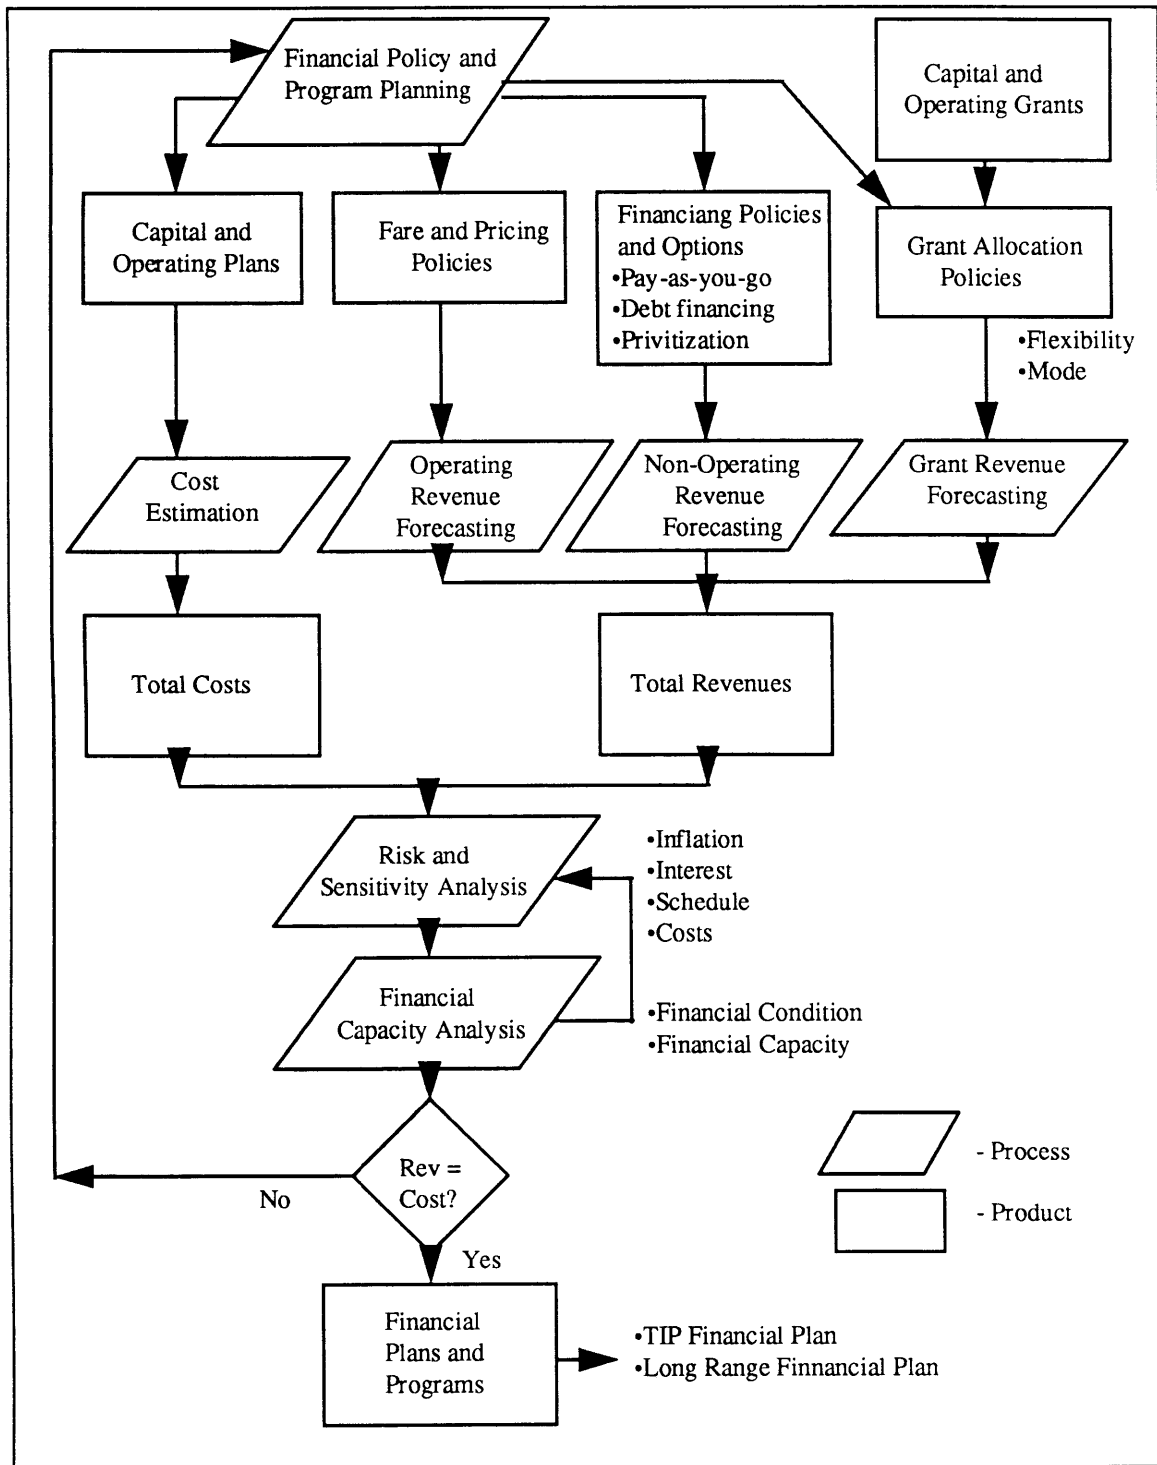 Financial Policy and
Program Planning
Capital and
Operating Grants
Capital and
Operating Plans
Fare and Pricing
Policies
Financiang Policies
and Options
•Pay-as-you-go
•Debt financing
•Privitization
Grant Allocation
Policies
•Flexibility
•Mode
Cost
Estimation
Operating
Revenue
Forecasting
Non-Operating
Revenue
Forecasting
Grant Revenue
Forecasting
Total Costs
Total Revenues
Risk and
Sensitivity Analysis
•Inflation
•Interest
•Schedule
•Costs
Financial
Capacity Analysis
•Financial Condition
•Financial Capacity
Rev =
Cost?
No
Yes
- Process
- Product
Financial
Plans and
Programs
•TIP Financial Plan
•Long Range Finnancial Plan